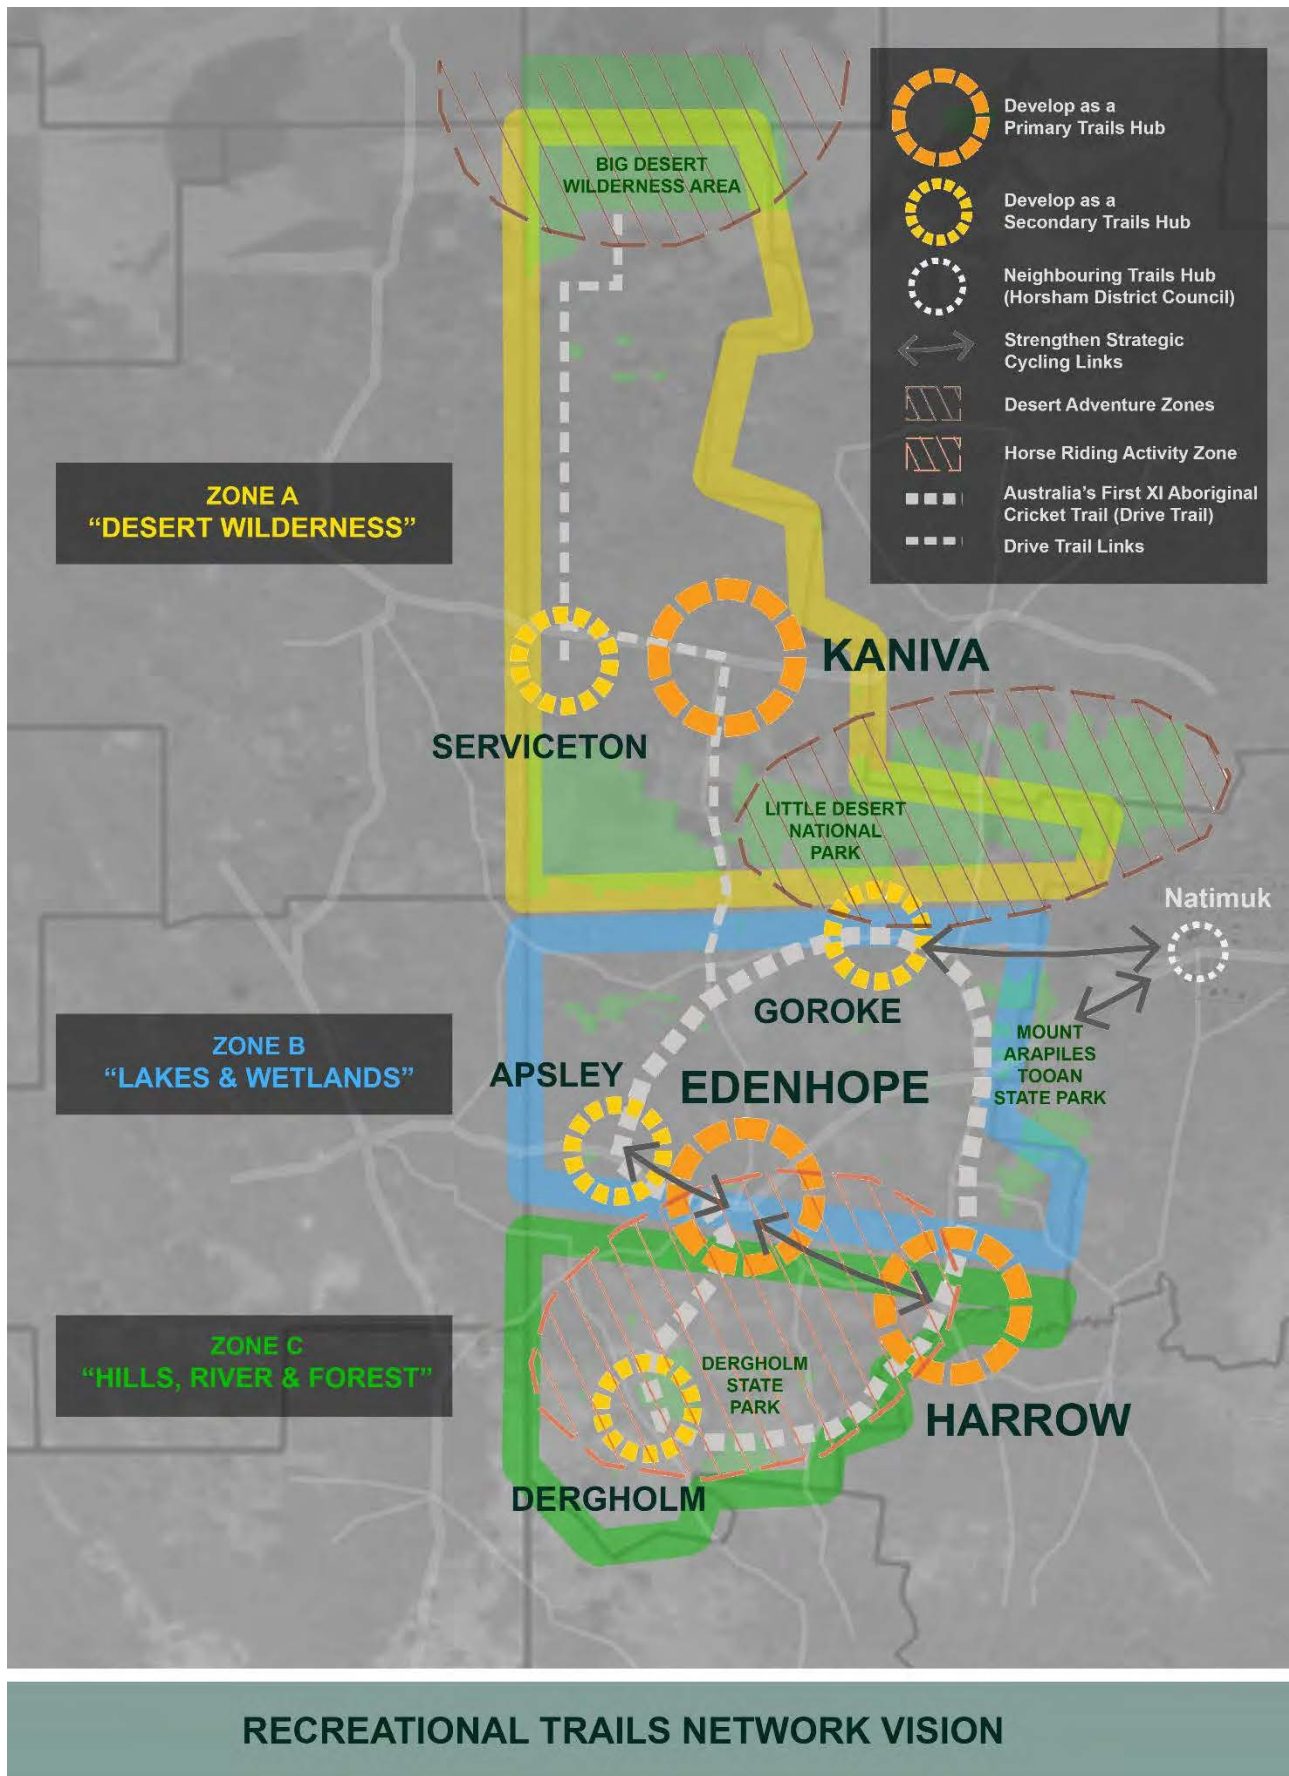 Develop as a
Primary Trails Hub
Develop as a
Secondary Trails Hub
Neighbouring Trails Hub
(Horsham District Council)
Strengthen Strategic
Cycling Links
Desert Adventure Zones
Horse Riding Activity Zone
Australia's First XI Aboriginal
Cricket Trail (Drive Trail)
Drive Trail Links
BIG DESERT
WILDERNESS AREA
ZONE A
“DESERT WILDERNESS”
KANIVA
SERVICETON
LITTLE DESERT
NATIONAL
PARK
Natimuk
GOROKE
ZONE B
“LAKES & WETLANDS”
MOUNT
ARAPILES
TOOAN
STATE PARK
APSLEY
EDENHOPE
ZONE C
“HILLS, RIVER & FOREST”
DERGHOLM
STATE
PARK
HARROW
DERGHOLM
RECREATIONAL TRAILS NETWORK VISION